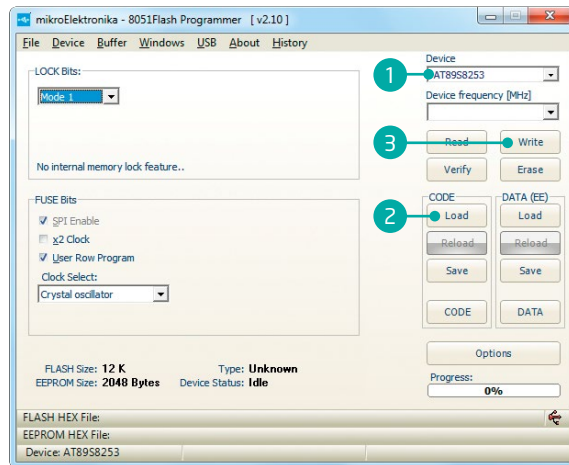 mikroElektronika - 8051Flash Programmer [ v2.10 ]
File Device Buffer Windows USB About History
LOCK Bits:
Mode 1
No internal memory lock feature..
FUSE Bits
SPI Enable
x2 Clock
User Row Program
Clock Select:
Crystal oscillator
FLASH Size: 12 K
Type: Unknown
EEPROM Size: 2048 Bytes
Device Status: Idle
Device
1
AT89S8253
Device frequency [MHz]
3
Read Write
Verify Erase
CODE DATA (EE)
2
Load Load
Reload Reload
Save Save
CODE DATA
Options
Progress:
0%
FLASH HEX File:
EEPROM HEX File:
Device: AT89S8253